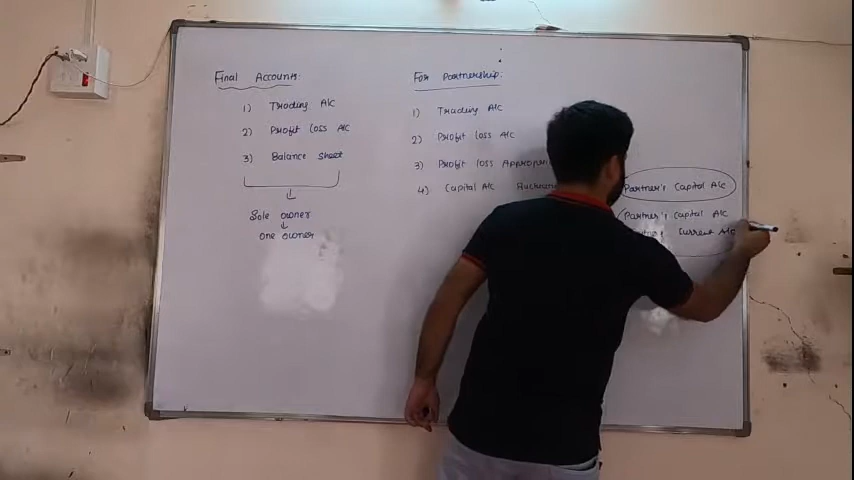 Final Accounts:
1) Trading A/c
2) Profit loss A/c
3) Balance sheet
Sole owner
one owner
For Partnership:
1) Trading A/c
2) Profit loss A/c
3) Profit loss Appropri
4) Capital A/c
Partner's Capital A/c
Partner's Capital A/c
Current A/c